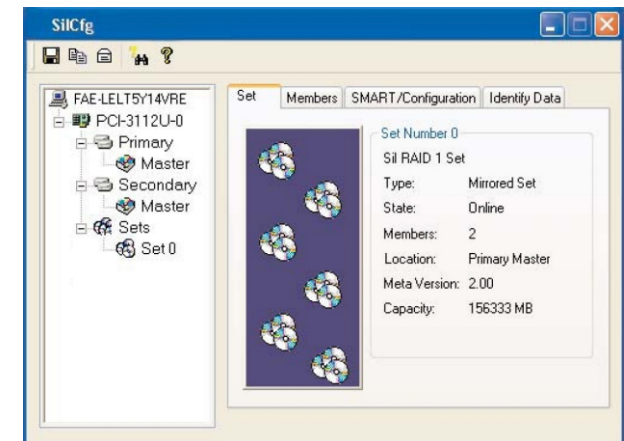 SilCfg
FAE-LELT5Y14VRE
PCI-3112U-0
Primary
Master
Secondary
Master
Sets
Set 0
Set Members SMART/Configuration Identify Data
Set Number 0
Sil RAID 1 Set
Type: Mirrored Set
State: Online
Members: 2
Location: Primary Master
Meta Version: 2.00
Capacity: 156333 MB